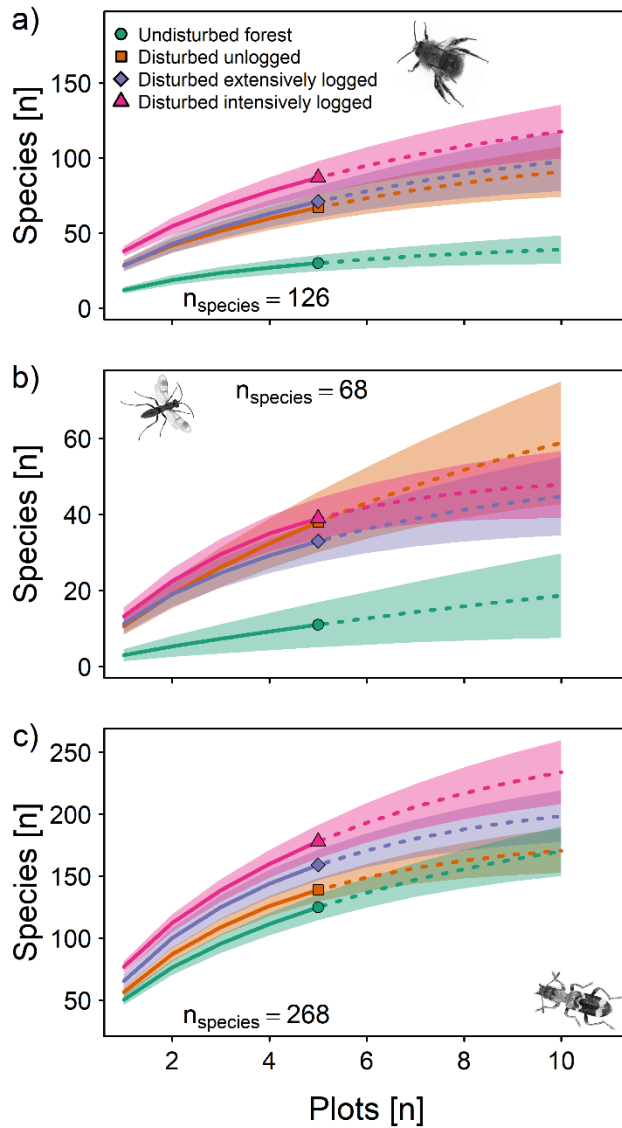 a)
Undisturbed forest
Disturbed unlogged
Disturbed extensively logged
Disturbed intensively logged
Species [n]
150
100
50
0
nspecies = 126
b)
nspecies = 68
Species [n]
60
40
20
0
c)
Species [n]
250
200
150
100
50
nspecies = 268
2 4 6 8 10
Plots [n]